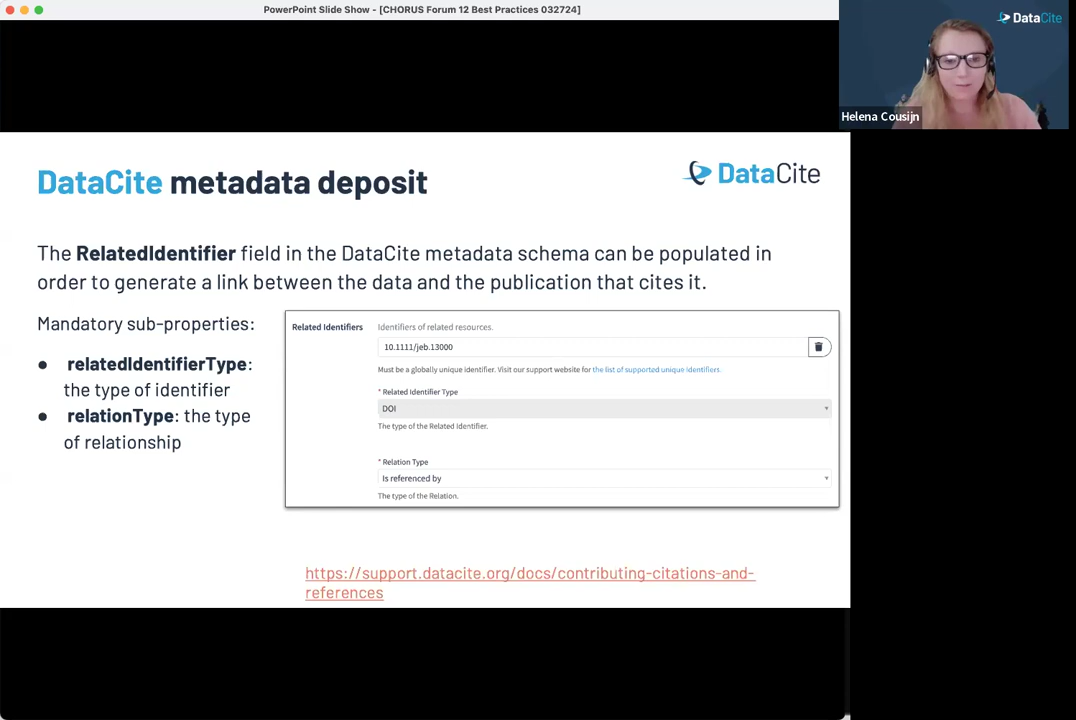 PowerPoint Slide Show - [CHORUS Forum 12 Best Practices 032724]
DataCite
Helena Cousijn
DataCite metadata deposit
DataCite
The RelatedIdentifier field in the DataCite metadata schema can be populated in
order to generate a link between the data and the publication that cites it.
Mandatory sub-properties:
● relatedIdentifierType:
the type of identifier
● relationType: the type
of relationship
Related Identifiers
Identifiers of related resources.
10.1111/jeb.13000
Must be a globally unique identifier. Visit our support website for the list of supported unique identifiers.
* Related Identifier Type
DOI
The type of the Related Identifier.
* Relation Type
Is referenced by
The type of the Relation.
https://support.datacite.org/docs/contributing-citations-and-
references